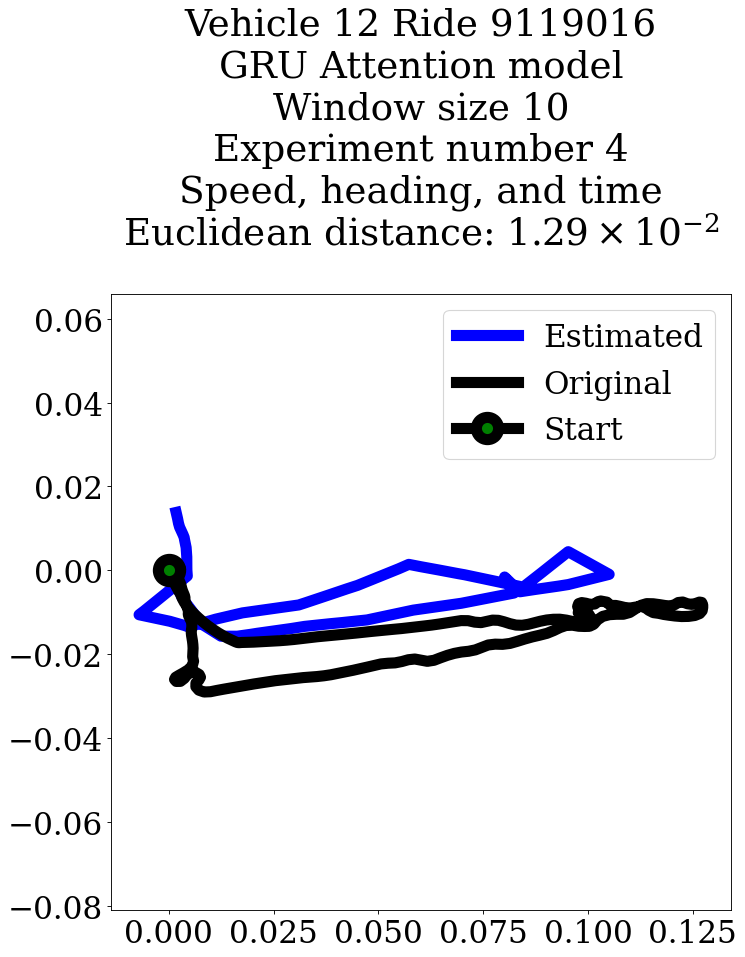 Vehicle 12 Ride 9119016
GRU Attention model
Window size 10
Experiment number 4
Speed, heading, and time
Euclidean distance: 1.29 × 10⁻²
Estimated
Original
Start
0.06
0.04
0.02
0.00
−0.02
−0.04
−0.06
−0.08
0.000 0.025 0.050 0.075 0.100 0.125